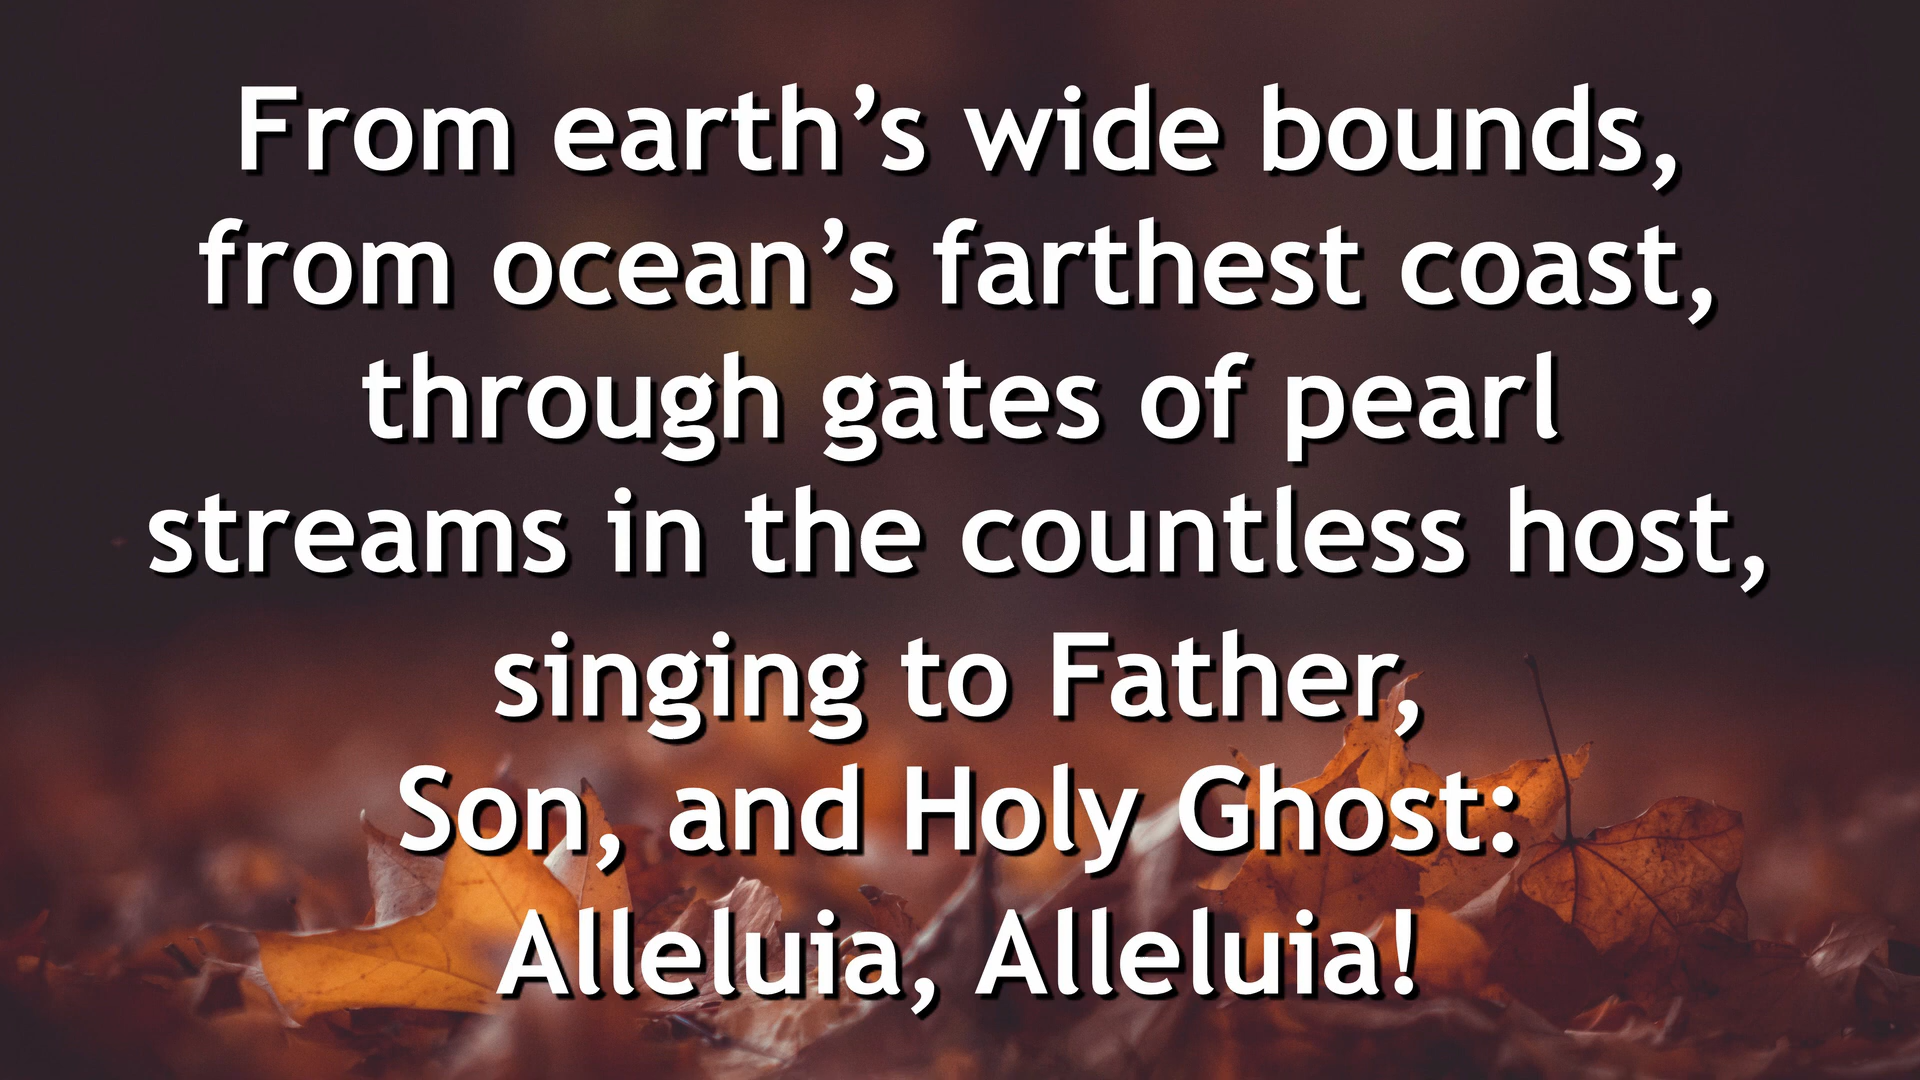 From earth’s wide bounds,
from ocean’s farthest coast,
through gates of pearl
streams in the countless host,
singing to Father,
Son, and Holy Ghost:
Alleluia, Alleluia!